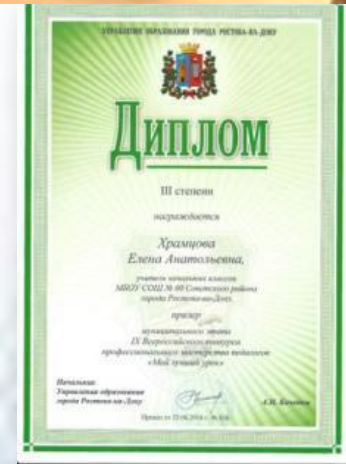 УПРАВЛЕНИЕ ОБРАЗОВАНИЯ ГОРОДА РОСТОВА-НА-ДОНУ
ДИПЛОМ
III степени
награждается
Храмцова
Елена Анатольевна,
учитель начальных классов
МБОУ СОШ № Советского района
города Ростова-на-Дону,
призер
муниципального этапа
IX Всероссийского конкурса
профессионального мастерства педагогов
«Мой лучший урок»
Начальник
Управления образования
города Ростова-на-Дону
Приказ от